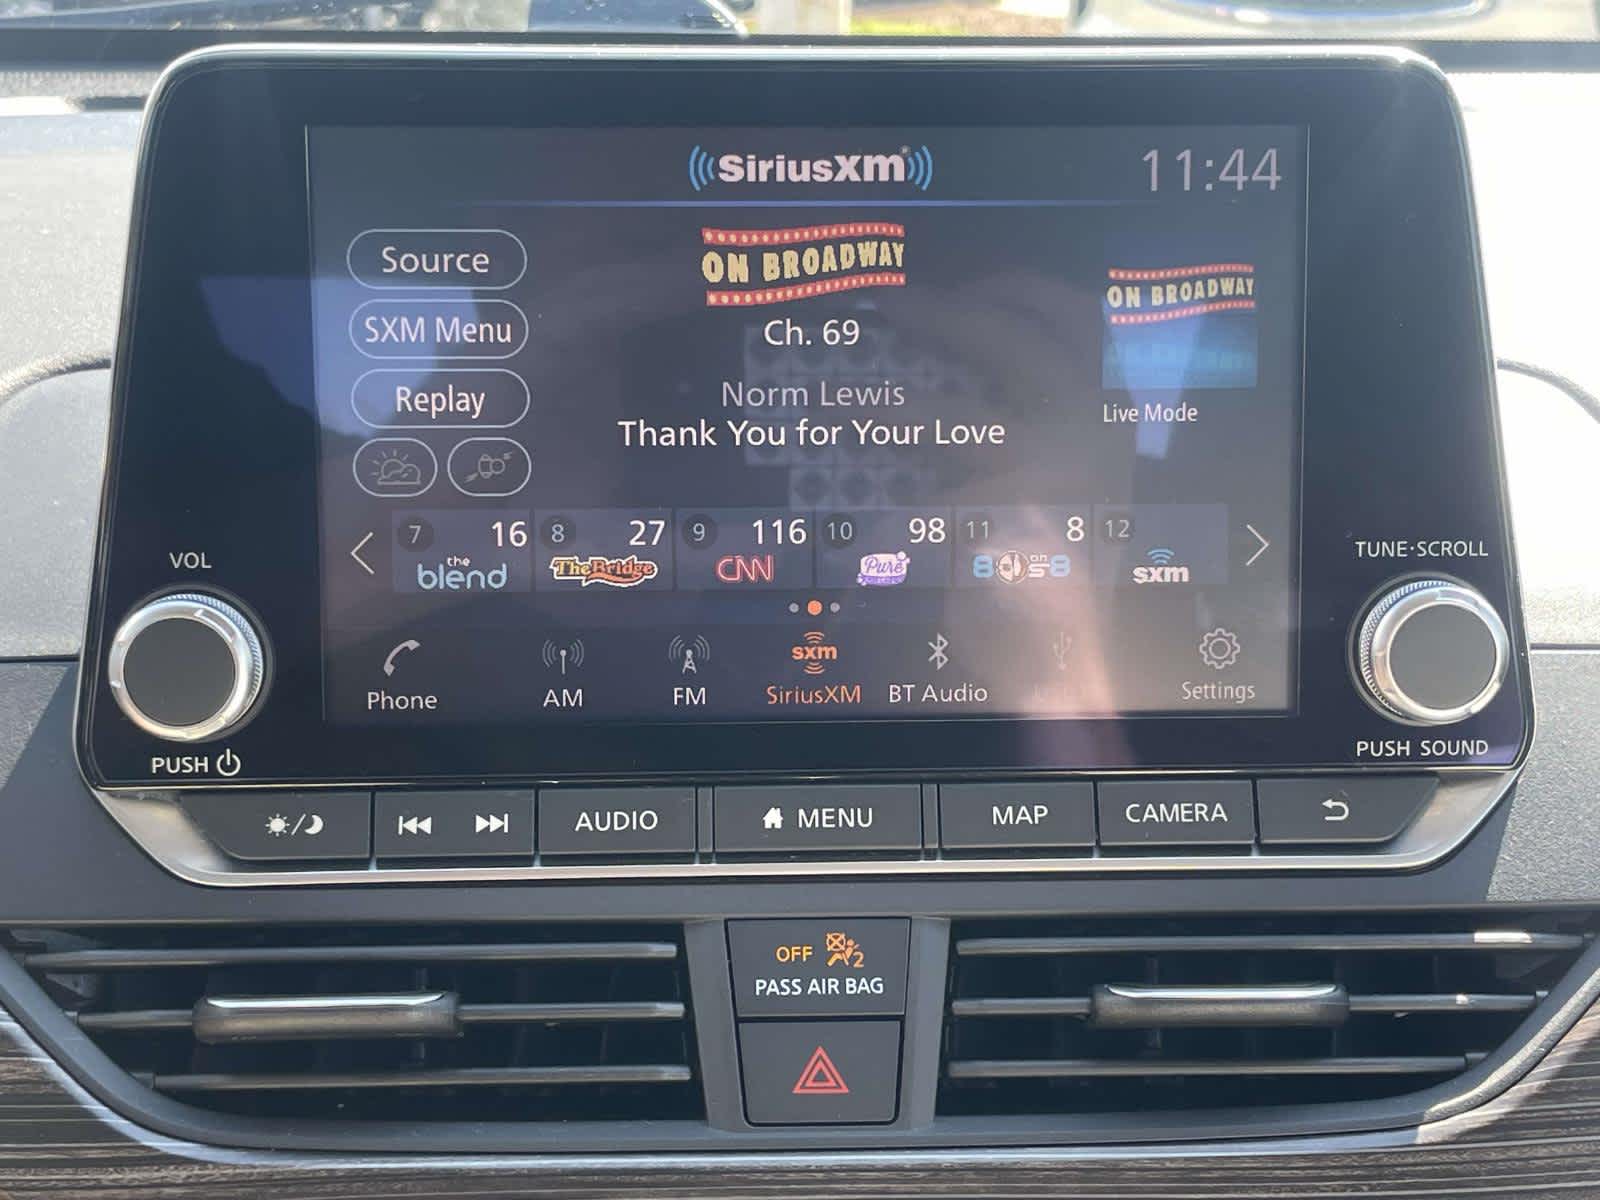 SiriusXM
11:44
Source
SXM Menu
Replay
ON BROADWAY
Ch. 69
Norm Lewis
Thank You for Your Love
ON BROADWAY
Live Mode
7 16 8 27 9 116 10 98 11 8 12
the blend The Bridge CNN Pure 8 on 58 sxm
sxm
Phone AM FM SiriusXM BT Audio Settings
VOL
PUSH
TUNE·SCROLL
PUSH SOUND
AUDIO MENU MAP CAMERA
OFF 2
PASS AIR BAG